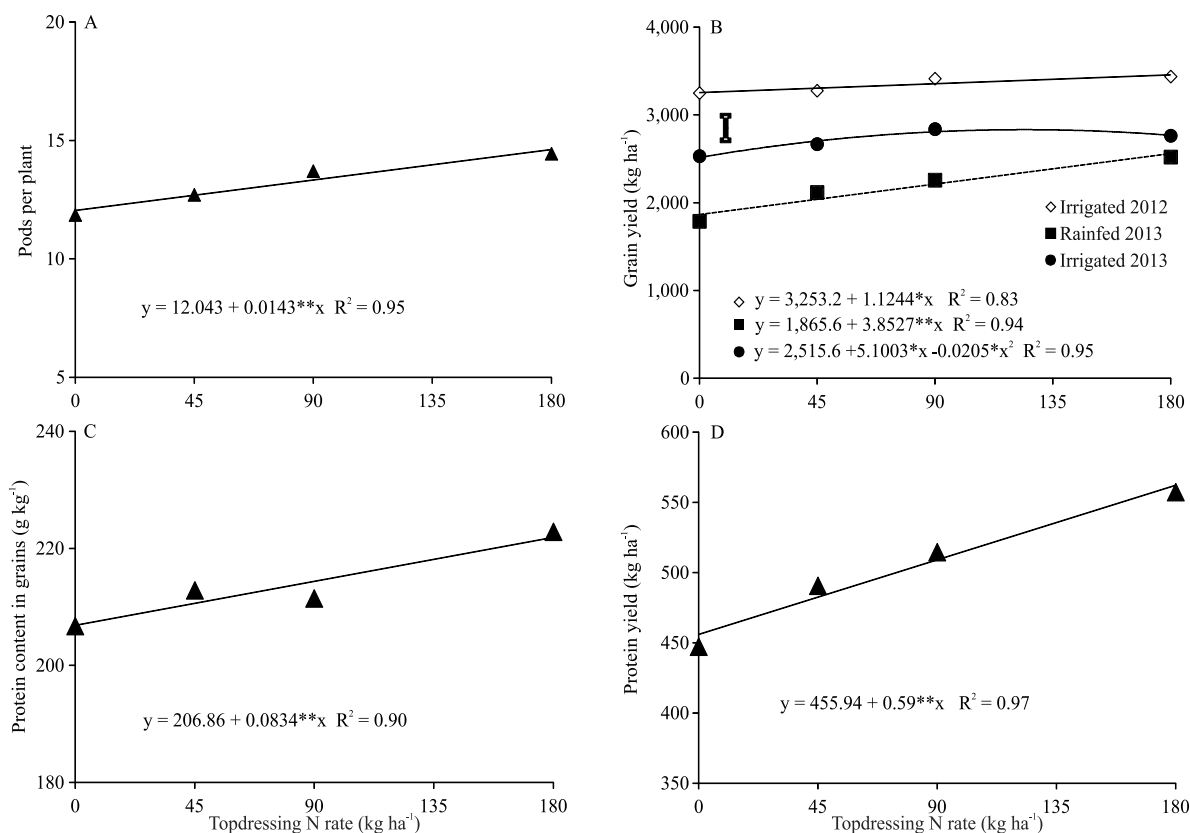 A
20
15
10
5
0
45
90
135
180
Pods per plant
y = 12.043 + 0.0143**x R² = 0.95
B
4,000
3,000
2,000
1,000
0
0
45
90
135
180
Grain yield (kg ha⁻¹)
Irrigated 2012
Rainfed 2013
Irrigated 2013
y = 3,253.2 + 1.1244*x R² = 0.83
y = 1,865.6 + 3.8527**x R² = 0.94
y = 2,515.6 +5.1003*x -0.0205*x² R² = 0.95
C
240
220
200
180
0
45
90
135
180
Protein content in grains (g kg⁻¹)
y = 206.86 + 0.0834**x R² = 0.90
Topdressing N rate (kg ha⁻¹)
D
600
550
500
450
400
350
0
45
90
135
180
Protein yield (kg ha⁻¹)
y = 455.94 + 0.59**x R² = 0.97
Topdressing N rate (kg ha⁻¹)